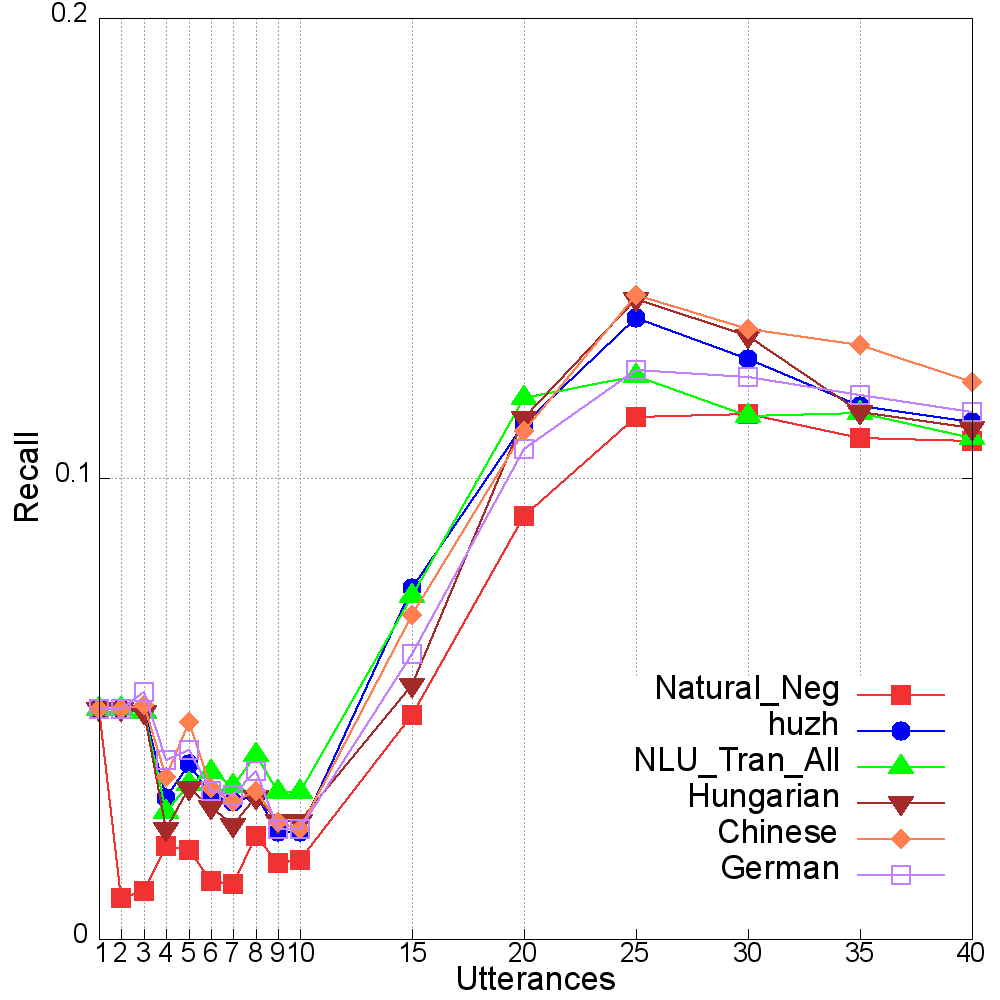 0.2
0.1
0
Recall
Natural_Neg
huzh
NLU_Tran_All
Hungarian
Chinese
German
1 2 3 4 5 6 7 8 9 10 15 20 25 30 35 40
Utterances